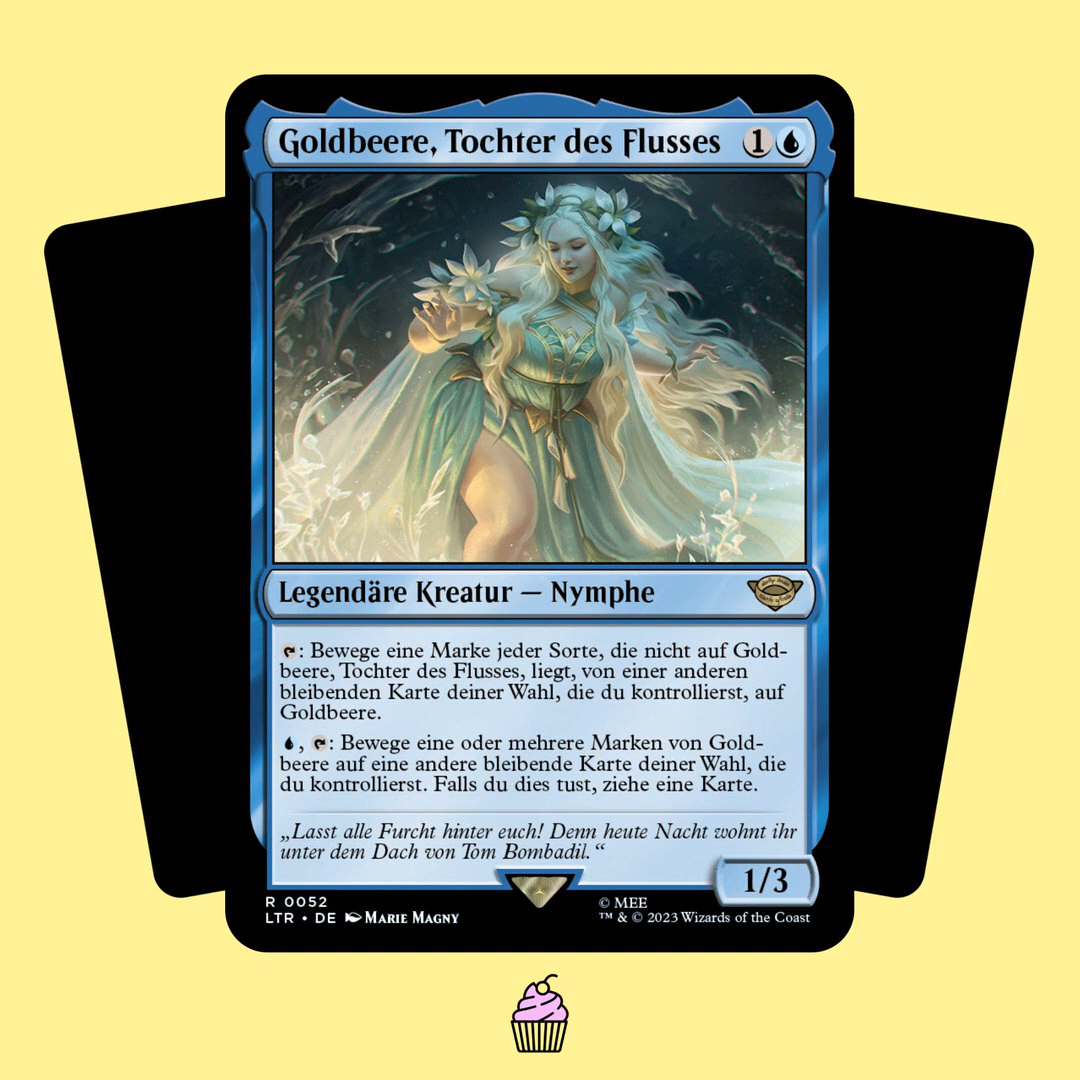 Goldbeere, Tochter des Flusses 1
Legendäre Kreatur — Nymphe
: Bewege eine Marke jeder Sorte, die nicht auf Gold-
beere, Tochter des Flusses, liegt, von einer anderen
bleibenden Karte deiner Wahl, die du kontrollierst, auf
Goldbeere.
, : Bewege eine oder mehrere Marken von Gold-
beere auf eine andere bleibende Karte deiner Wahl, die
du kontrollierst. Falls du dies tust, ziehe eine Karte.
„Lasst alle Furcht hinter euch! Denn heute Nacht wohnt ihr
unter dem Dach von Tom Bombadil.“
1/3
R 0052
LTR • DE MARIE MAGNY
© MEE
™ & © 2023 Wizards of the Coast